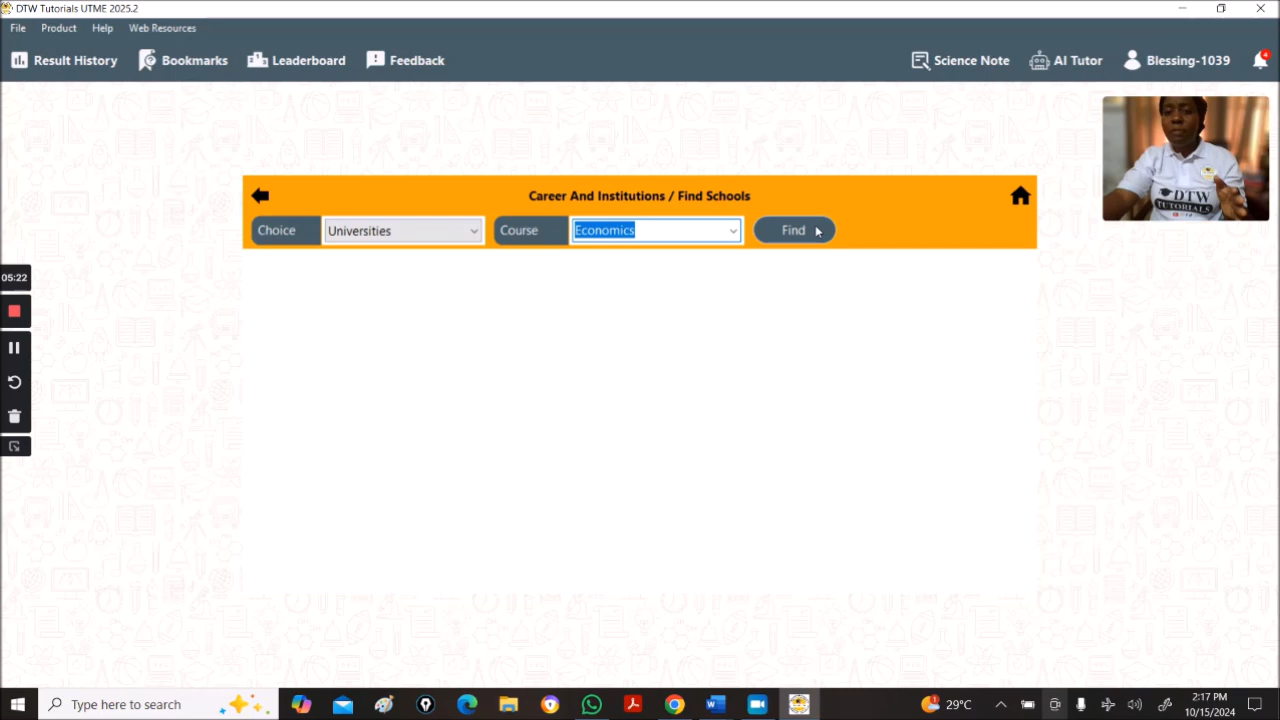 DTW Tutorials UTME 2025.2
File Product Help Web Resources
Result History Bookmarks Leaderboard Feedback Science Note AI Tutor Blessing-1039 4
DTW
TUTORIALS
Career And Institutions / Find Schools
Choice Universities Course Economics Find
05:22
Type here to search
1 29°C
2:17 PM
10/15/2024